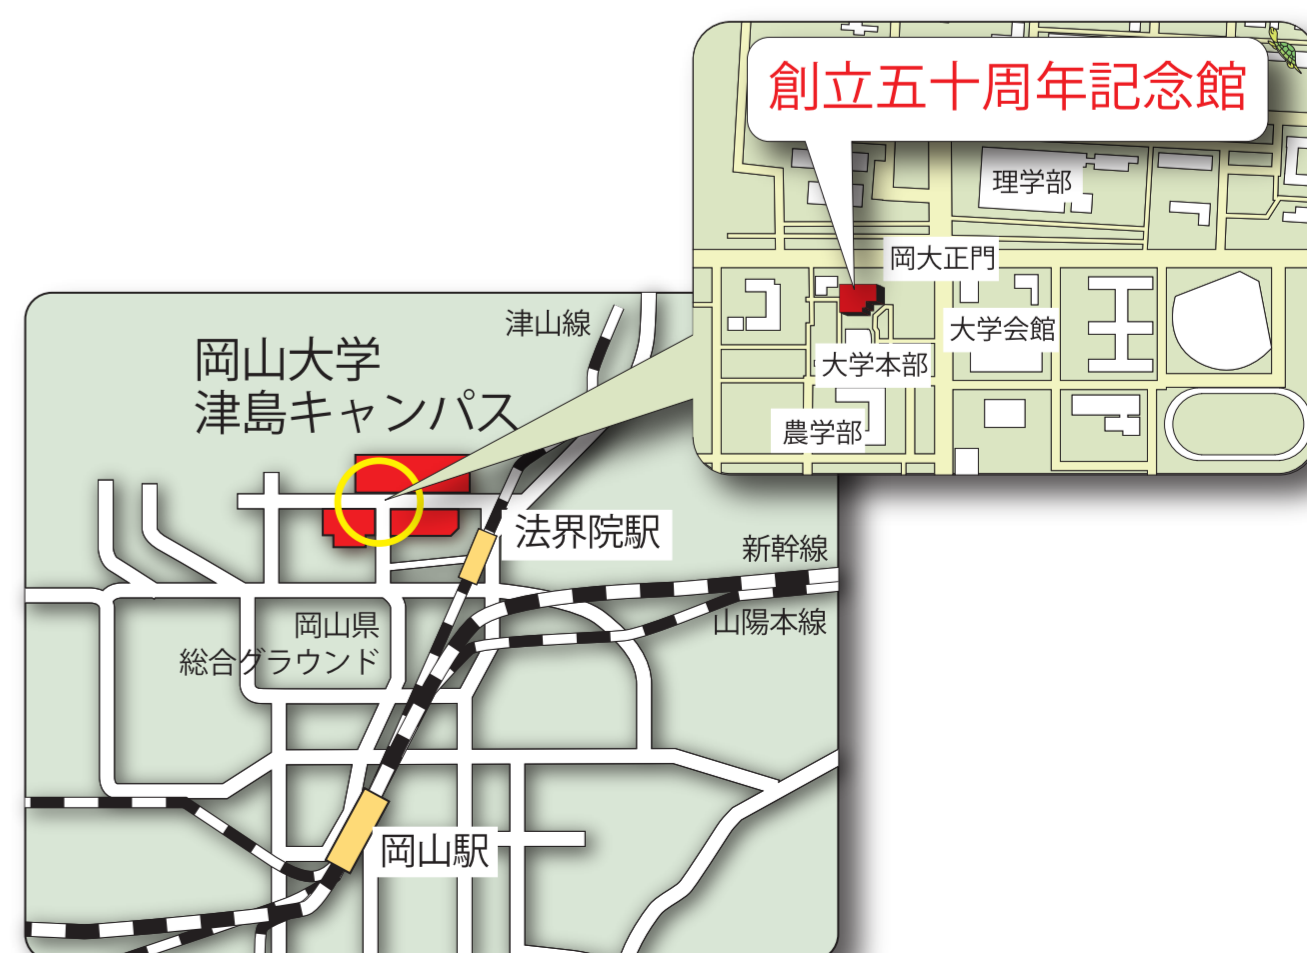 創立五十周年記念館
理学部
岡大正門
大学会館
大学本部
農学部
津山線
岡山大学
津島キャンパス
法界院駅
新幹線
山陽本線
岡山県
総合グラウンド
岡山駅